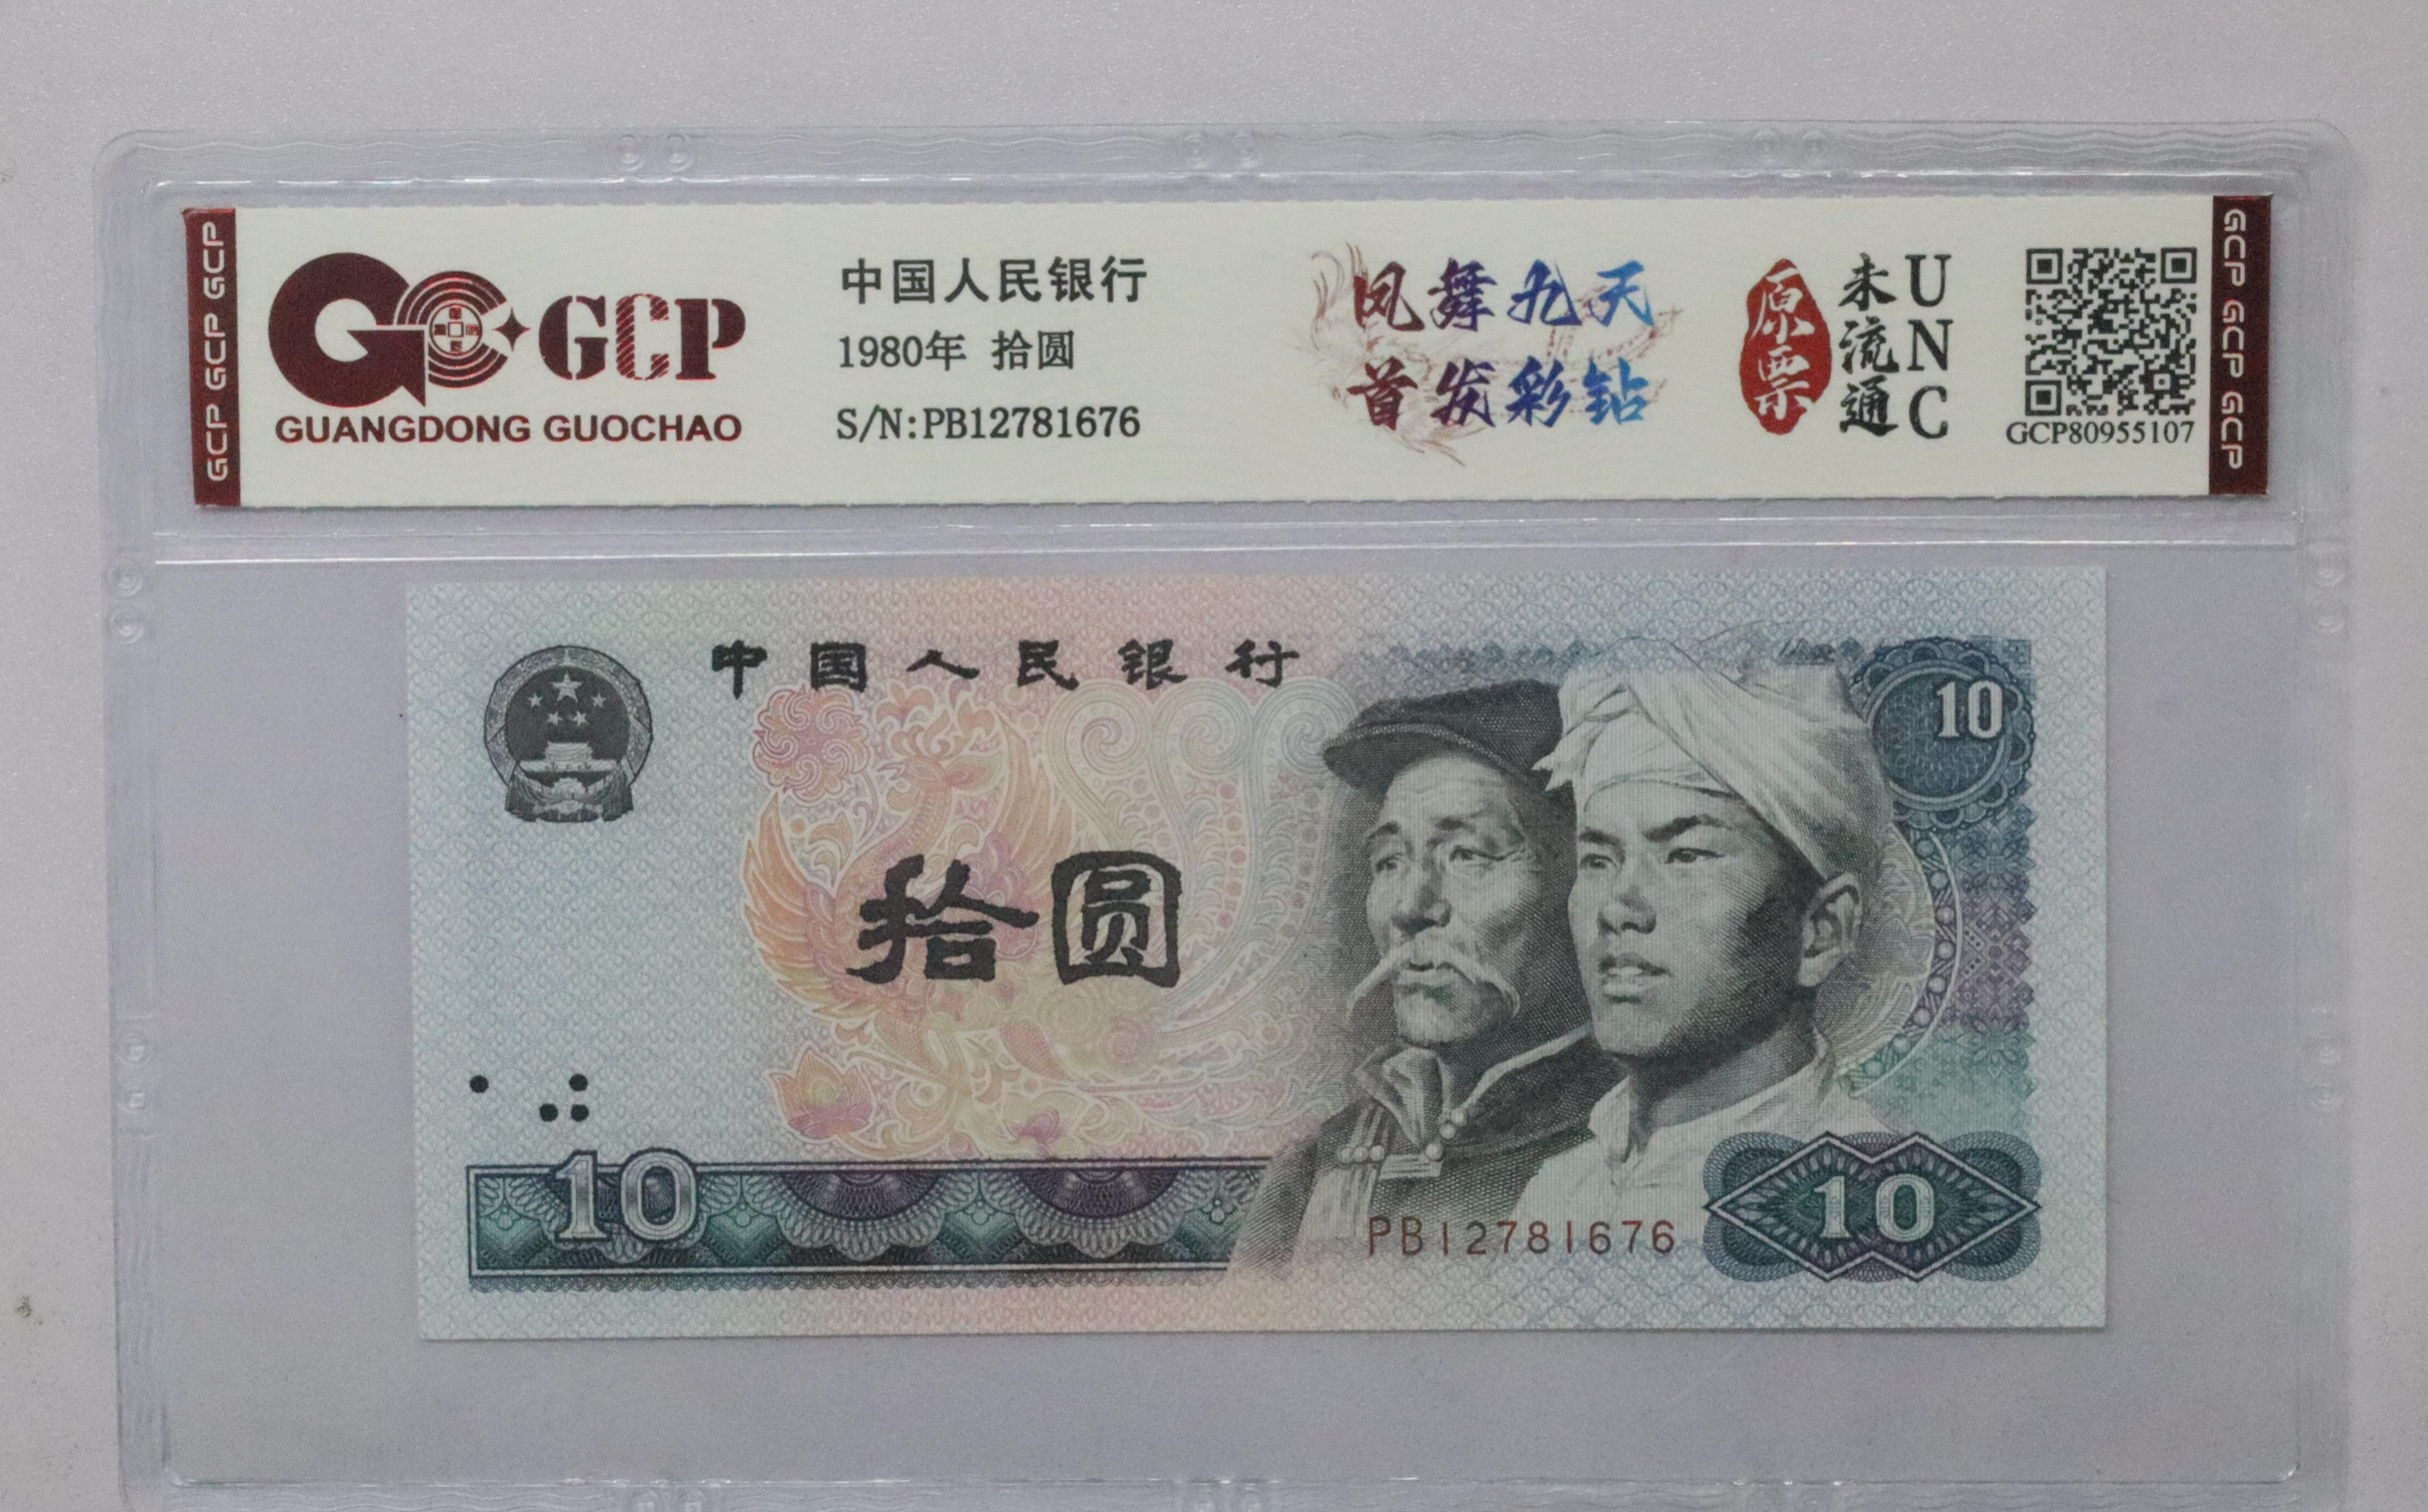 GCP GCP GCP
GCP
GUANGDONG GUOCHAO
中国人民银行
1980年 拾圆
S/N:PB12781676
凤舞九天
首发彩钻
原票
未流通
UNC
GCP80955107
GCP GCP GCP
中国人民银行
10
拾圆
10
PB12781676
10